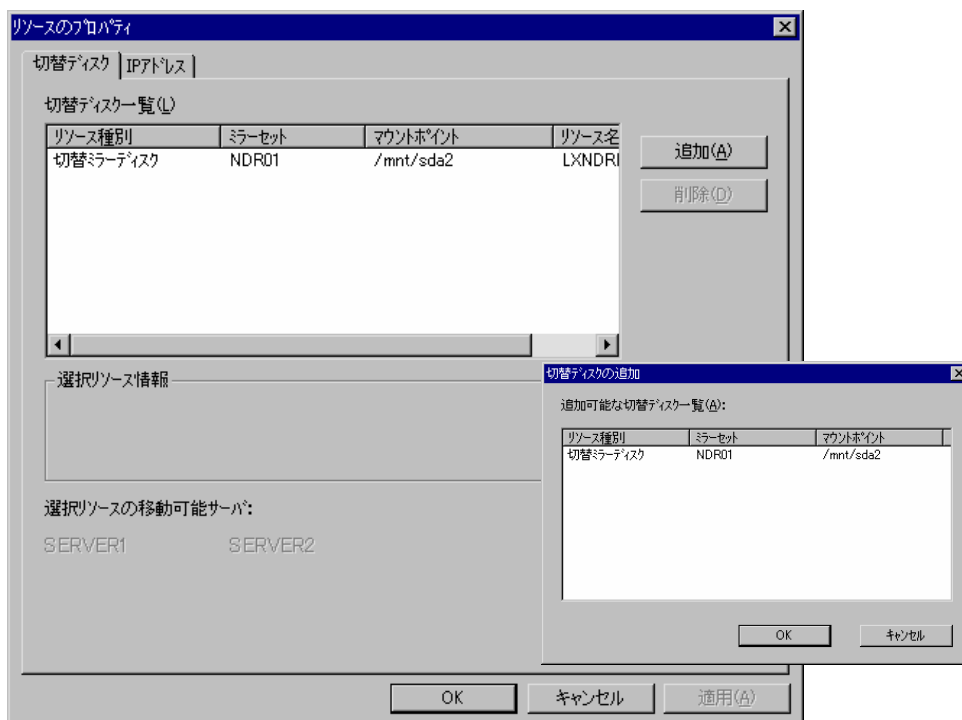 リソースのプロパティ
切替ディスク IPアドレス
切替ディスク一覧(L)
リソース種別 ミラーセット マウントポイント リソース名
切替ミラーディスク NDR01 /mnt/sda2 LXNDR
追加(A)
削除(D)
選択リソース情報
選択リソースの移動可能サーバ:
SERVER1 SERVER2
OK キャンセル 適用(A)
切替ディスクの追加
追加可能な切替ディスク一覧(A):
リソース種別 ミラーセット マウントポイント
切替ミラーディスク NDR01 /mnt/sda2
OK キャンセル